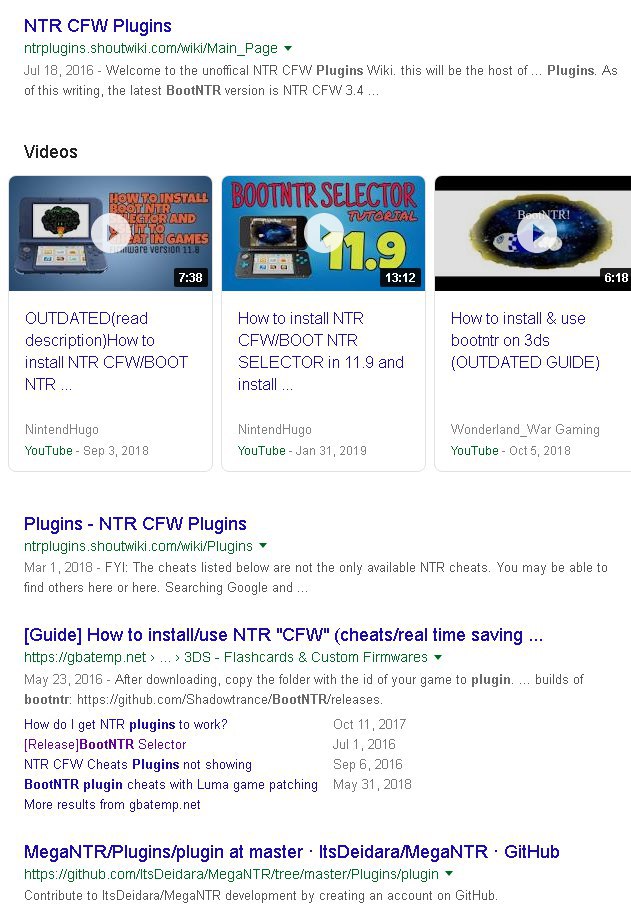 NTR CFW Plugins
ntrplugins.shoutwiki.com/wiki/Main_Page
Jul 18, 2016 - Welcome to the unoffical NTR CFW Plugins Wiki. this will be the host of ... Plugins. As
of this writing, the latest BootNTR version is NTR CFW 3.4 ...
Videos
HOW TO INSTALL
BOOT NTR
SELECTOR AND
IT TO
CHEAT IN GAMES
firmware version 11.8
7:38
BOOTNTR SELECTOR
TUTORIAL
11.9
13:12
BootNTR!
6:18
OUTDATED(read
description)How to
install NTR CFW/BOOT
NTR ...
NintendHugo
YouTube - Sep 3, 2018
How to install NTR
CFW/BOOT NTR
SELECTOR in 11.9 and
install ...
NintendHugo
YouTube - Jan 31, 2019
How to install & use
bootntr on 3ds
(OUTDATED GUIDE)
Wonderland_War Gaming
YouTube - Oct 5, 2018
Plugins - NTR CFW Plugins
ntrplugins.shoutwiki.com/wiki/Plugins
Mar 1, 2018 - FYI: The cheats listed below are not the only available NTR cheats. You may be able to
find others here or here. Searching Google and ...
[Guide] How to install/use NTR "CFW" (cheats/real time saving ...
https://gbatemp.net › ... › 3DS - Flashcards & Custom Firmwares
May 23, 2016 - After downloading, copy the folder with the id of your game to plugin. ... builds of
bootntr: https://github.com/Shadowtrance/BootNTR/releases.
How do I get NTR plugins to work? Oct 11, 2017
[Release]BootNTR Selector Jul 1, 2016
NTR CFW Cheats Plugins not showing Sep 6, 2016
BootNTR plugin cheats with Luma game patching May 31, 2018
More results from gbatemp.net
MegaNTR/Plugins/plugin at master · ItsDeidara/MegaNTR · GitHub
https://github.com/ItsDeidara/MegaNTR/tree/master/Plugins/plugin
Contribute to ItsDeidara/MegaNTR development by creating an account on GitHub.